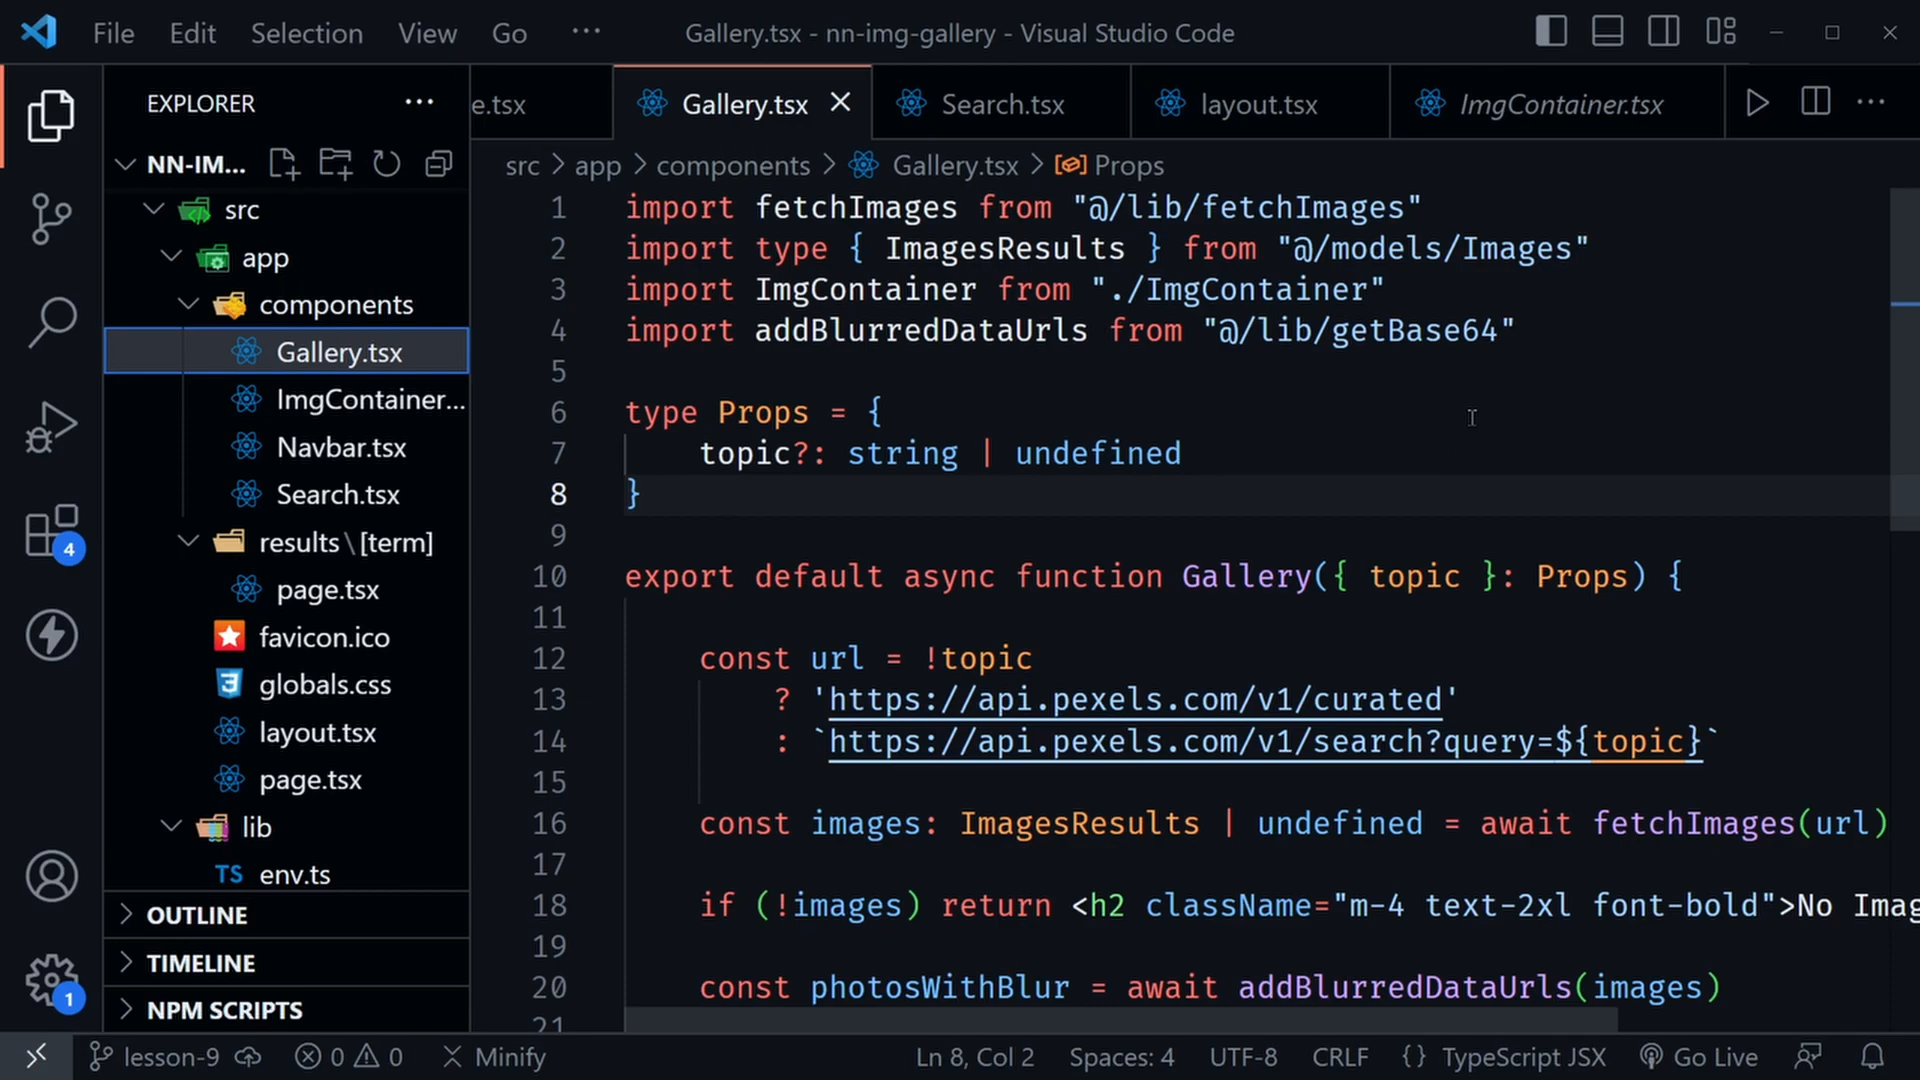 File Edit Selection View Go ··· Gallery.tsx - nn-img-gallery - Visual Studio Code
EXPLORER ···
NN-IM...
src
app
components
Gallery.tsx
ImgContainer...
Navbar.tsx
Search.tsx
results\[term]
page.tsx
favicon.ico
globals.css
layout.tsx
page.tsx
lib
TS env.ts
OUTLINE
TIMELINE
NPM SCRIPTS
4
1
e.tsx Gallery.tsx Search.tsx layout.tsx ImgContainer.tsx ···
src > app > components > Gallery.tsx > Props
1 import fetchImages from "@/lib/fetchImages"
2 import type { ImagesResults } from "@/models/Images"
3 import ImgContainer from "./ImgContainer"
4 import addBlurredDataUrls from "@/lib/getBase64"
5
6 type Props = {
7 topic?: string | undefined
8 }
9
10 export default async function Gallery({ topic }: Props) {
11
12 const url = !topic
13 ? 'https://api.pexels.com/v1/curated'
14 : `https://api.pexels.com/v1/search?query=${topic}`
15
16 const images: ImagesResults | undefined = await fetchImages(url)
17
18 if (!images) return <h2 className="m-4 text-2xl font-bold">No Imag
19
20 const photosWithBlur = await addBlurredDataUrls(images)
21
lesson-9 0 0 Minify Ln 8, Col 2 Spaces: 4 UTF-8 CRLF {} TypeScript JSX Go Live